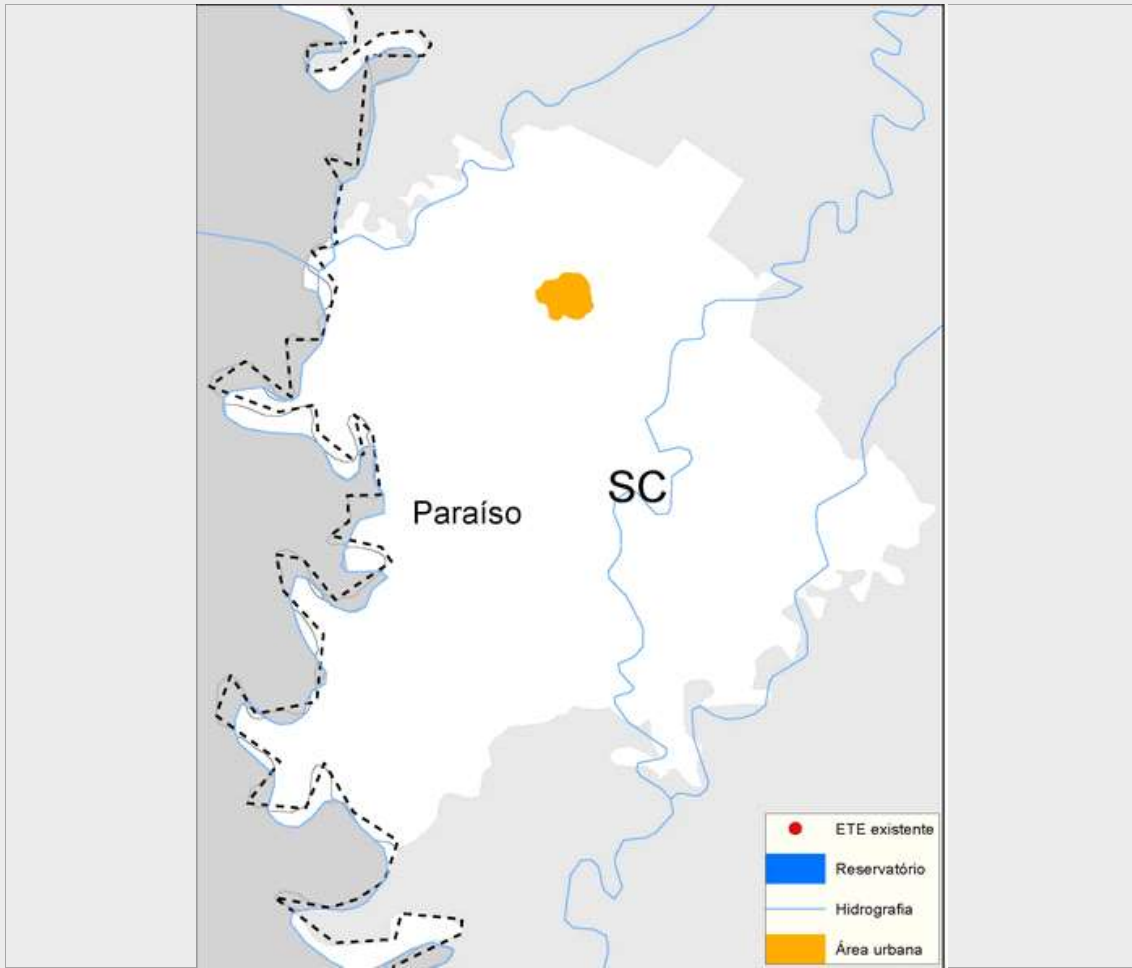 SC
Paraíso
ETE existente
Reservatório
Hidrografia
Área urbana